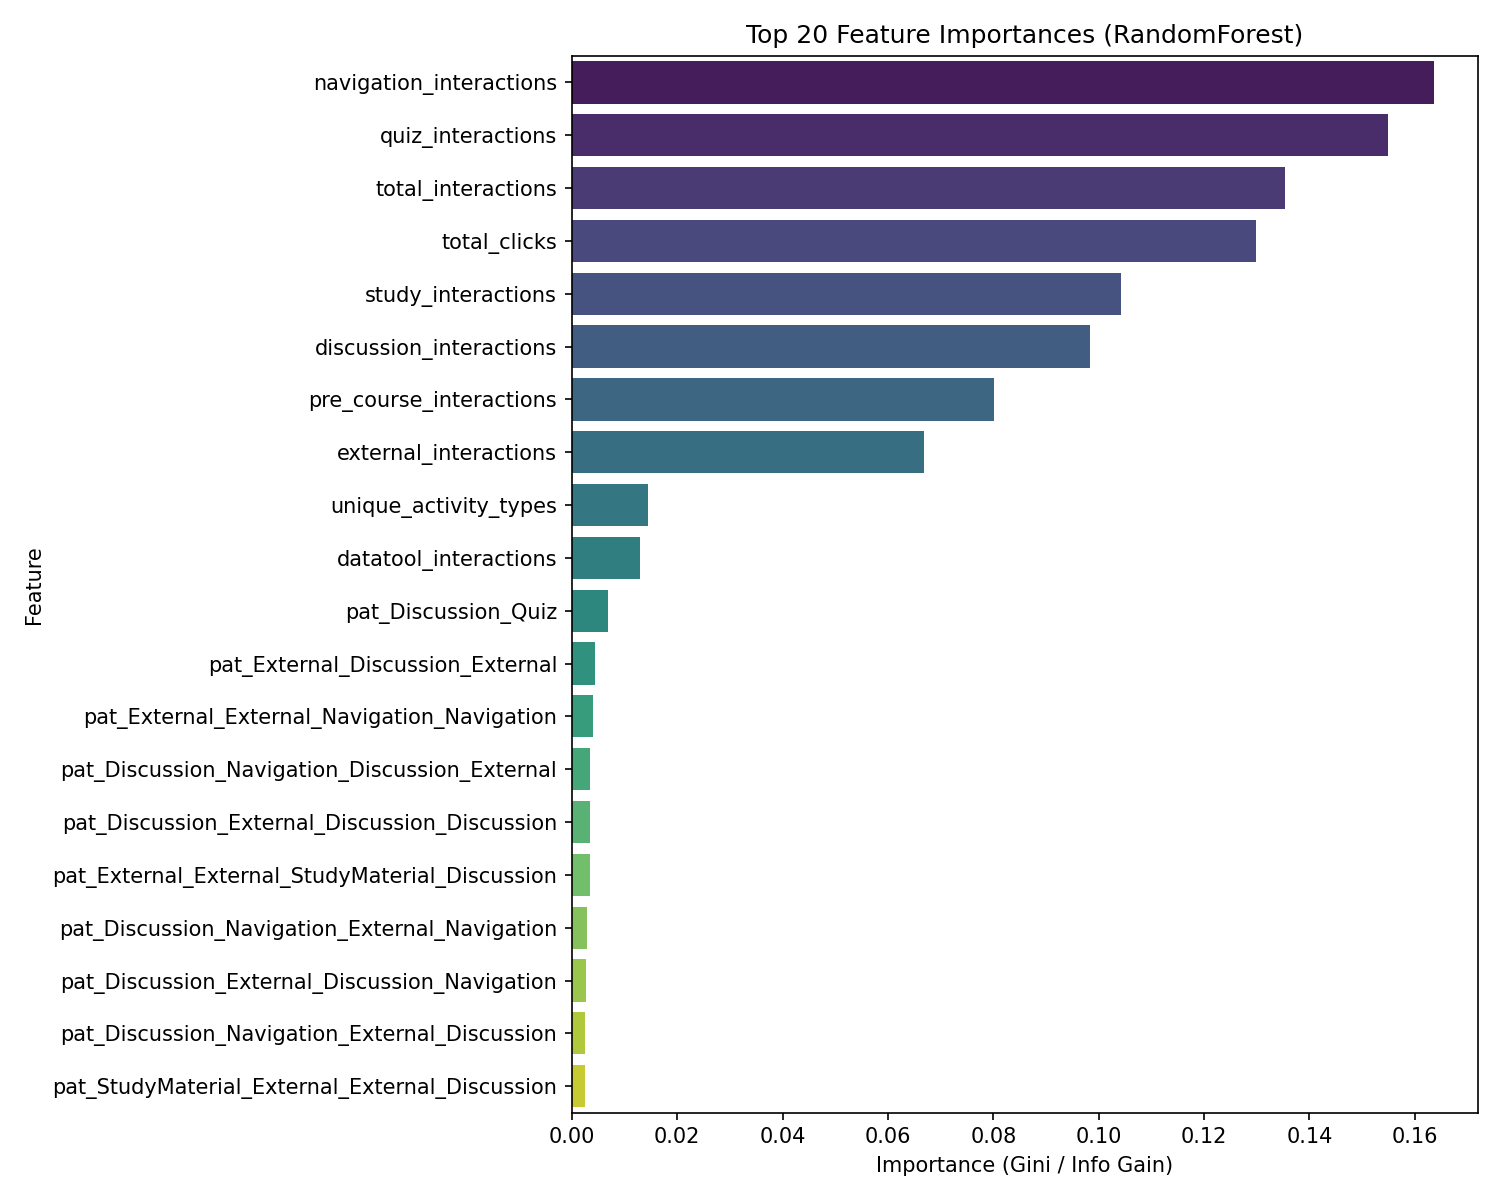 Top 20 Feature Importances (RandomForest)
navigation_interactions
quiz_interactions
total_interactions
total_clicks
study_interactions
discussion_interactions
pre_course_interactions
external_interactions
unique_activity_types
datatool_interactions
pat_Discussion_Quiz
pat_External_Discussion_External
pat_External_External_Navigation_Navigation
pat_Discussion_Navigation_Discussion_External
pat_Discussion_External_Discussion_Discussion
pat_External_External_StudyMaterial_Discussion
pat_Discussion_Navigation_External_Navigation
pat_Discussion_External_Discussion_Navigation
pat_Discussion_Navigation_External_Discussion
pat_StudyMaterial_External_External_Discussion
Feature
0.00 0.02 0.04 0.06 0.08 0.10 0.12 0.14 0.16
Importance (Gini / Info Gain)